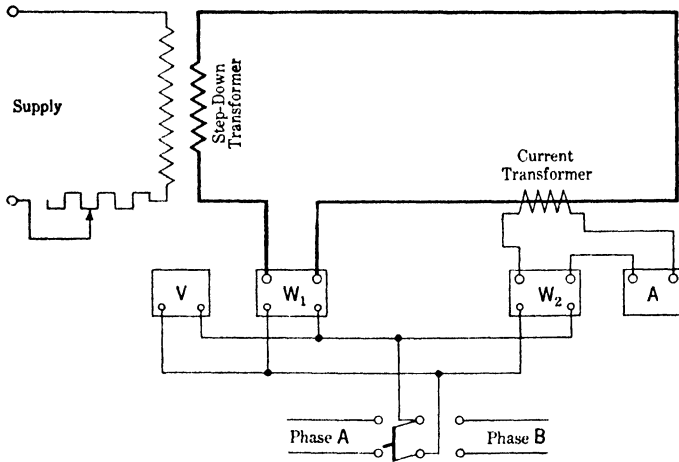 Supply
Step-Down
Transformer
Current
Transformer
V
W₁
W₂
A
Phase A
Phase B